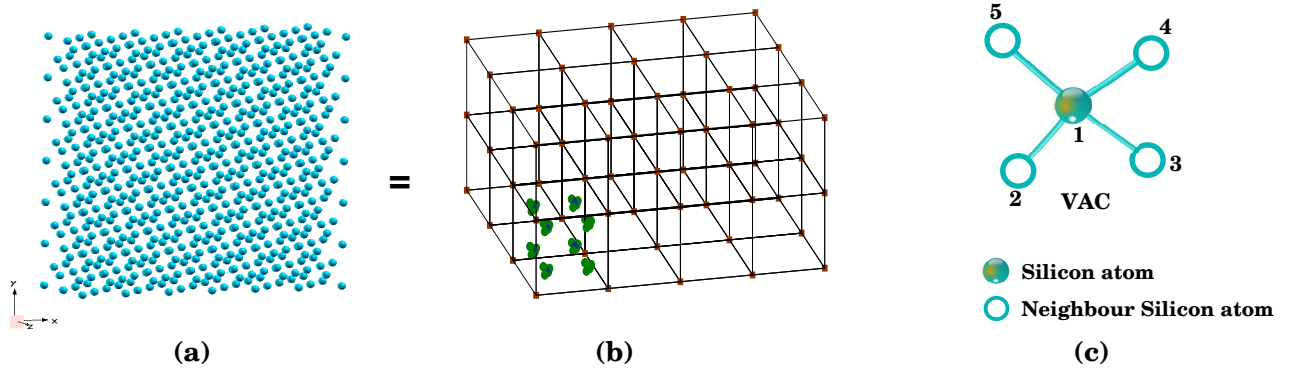 y
x
z
(a)
=
(b)
5
4
1
3
2
VAC
Silicon atom
Neighbour Silicon atom
(c)